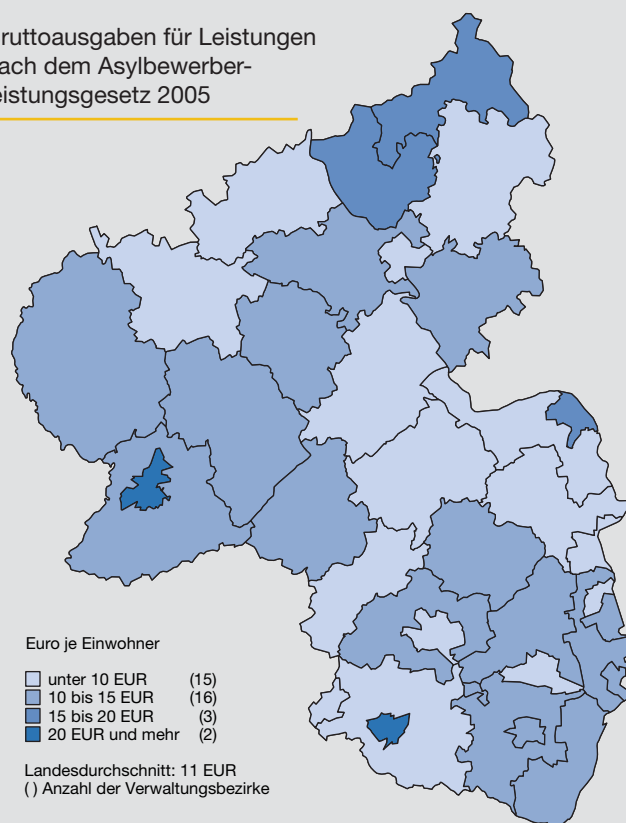 ruttoausgaben für Leistungen
ach dem Asylbewerber-
eistungsgesetz 2005
Euro je Einwohner
unter 10 EUR (15)
10 bis 15 EUR (16)
15 bis 20 EUR (3)
20 EUR und mehr (2)
Landesdurchschnitt: 11 EUR
( ) Anzahl der Verwaltungsbezirke